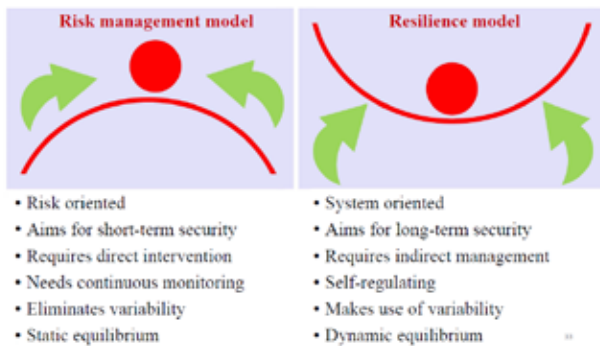 Risk management model
• Risk oriented
• Aims for short-term security
• Requires direct intervention
• Needs continuous monitoring
• Eliminates variability
• Static equilibrium
Resilience model
• System oriented
• Aims for long-term security
• Requires indirect management
• Self-regulating
• Makes use of variability
• Dynamic equilibrium